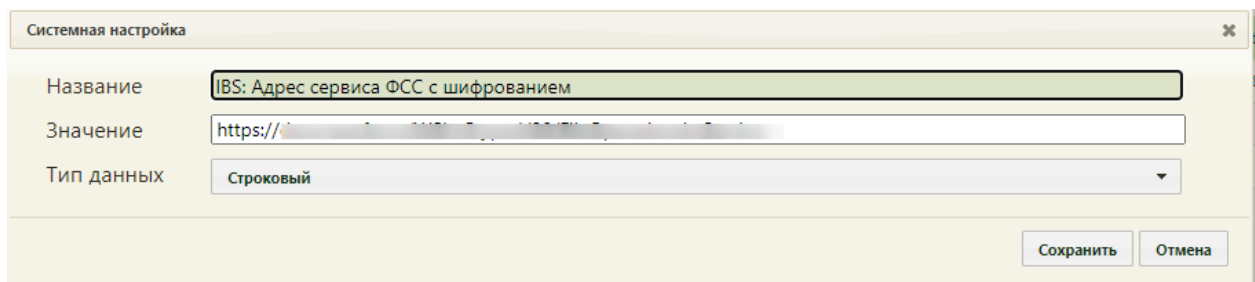 Системная настройка
Название IBS: Адрес сервиса ФСС с шифрованием
Значение https://
Тип данных Строковый
Сохранить Отмена